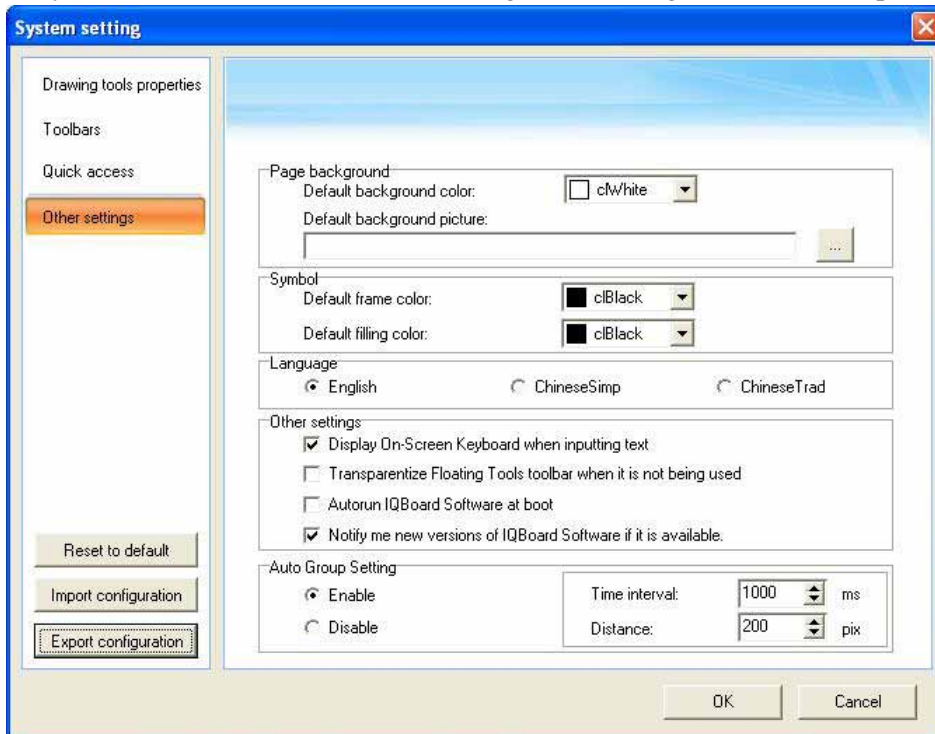 System setting
Drawing tools properties
Toolbars
Quick access
Other settings
Reset to default
Import configuration
Export configuration
Page background
Default background color: clWhite
Default background picture:
...
Symbol
Default frame color: clBlack
Default filling color: clBlack
Language
English ChineseSimp ChineseTrad
Other settings
Display On-Screen Keyboard when inputting text
Transparentize Floating Tools toolbar when it is not being used
Autorun IQBoard Software at boot
Notify me new versions of IQBoard Software if it is available.
Auto Group Setting
Enable Time interval: 1000 ms
Disable Distance: 200 pix
OK Cancel